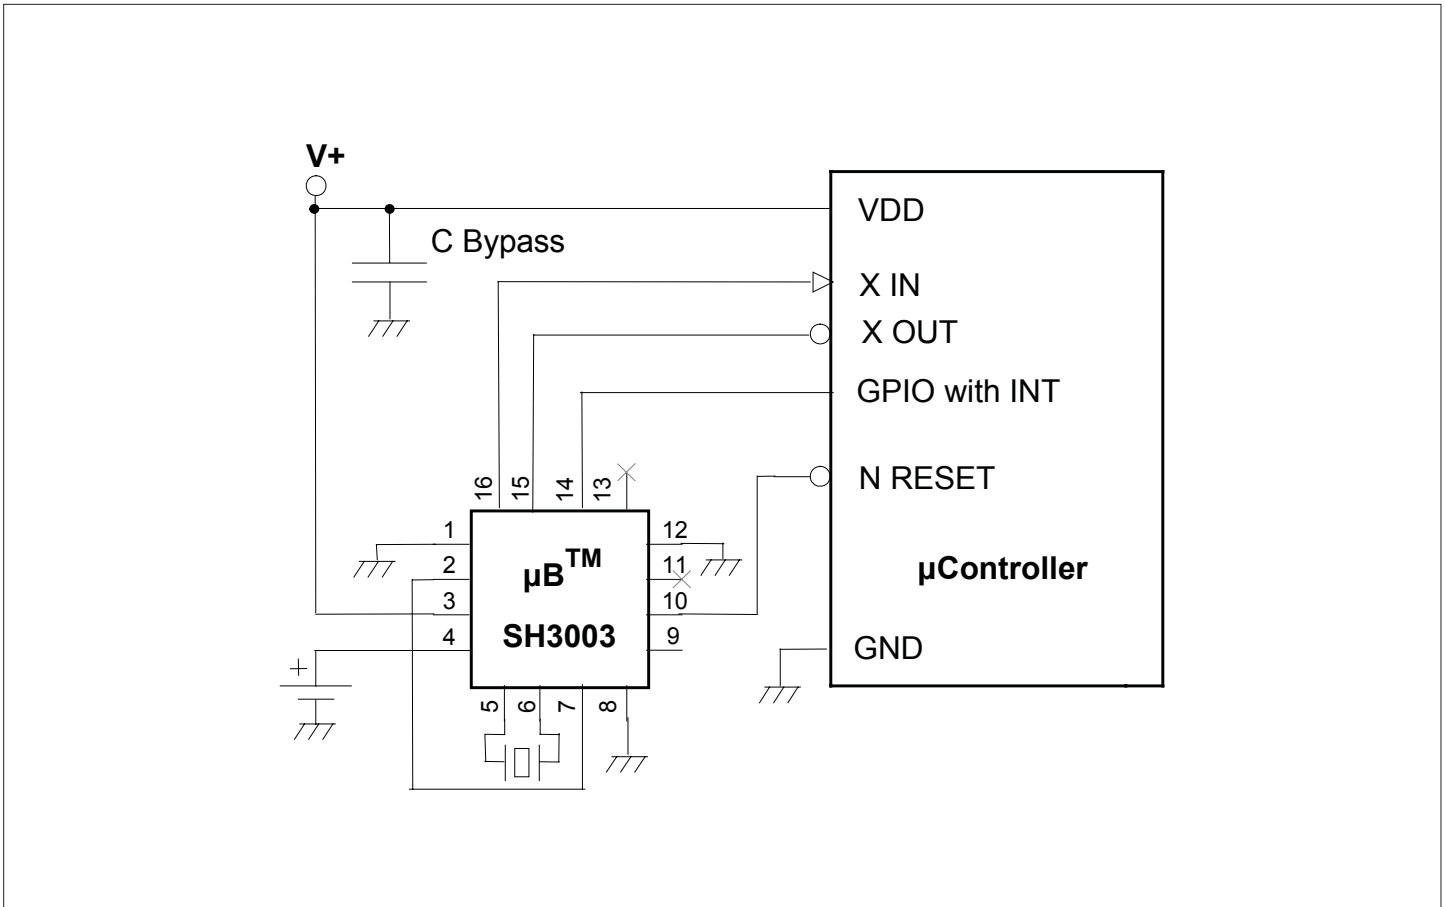 V+
C Bypass
VDD
X IN
X OUT
GPIO with INT
N RESET
µController
GND
16
15
14
13
1
2
3
4
µB™
SH3003
12
11
10
9
5
6
7
8
+